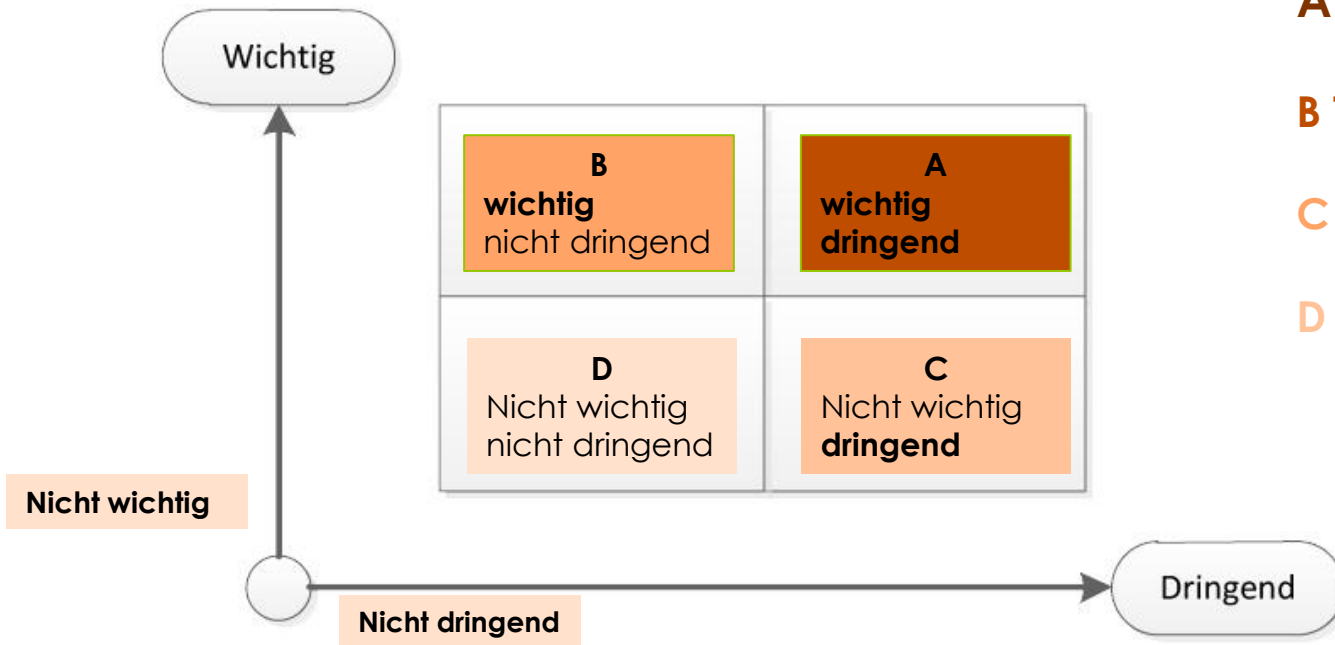 Wichtig
A
B
wichtig
nicht dringend
A
wichtig
dringend
B
C
D
D
Nicht wichtig
nicht dringend
C
Nicht wichtig
dringend
Nicht wichtig
Nicht dringend
Dringend